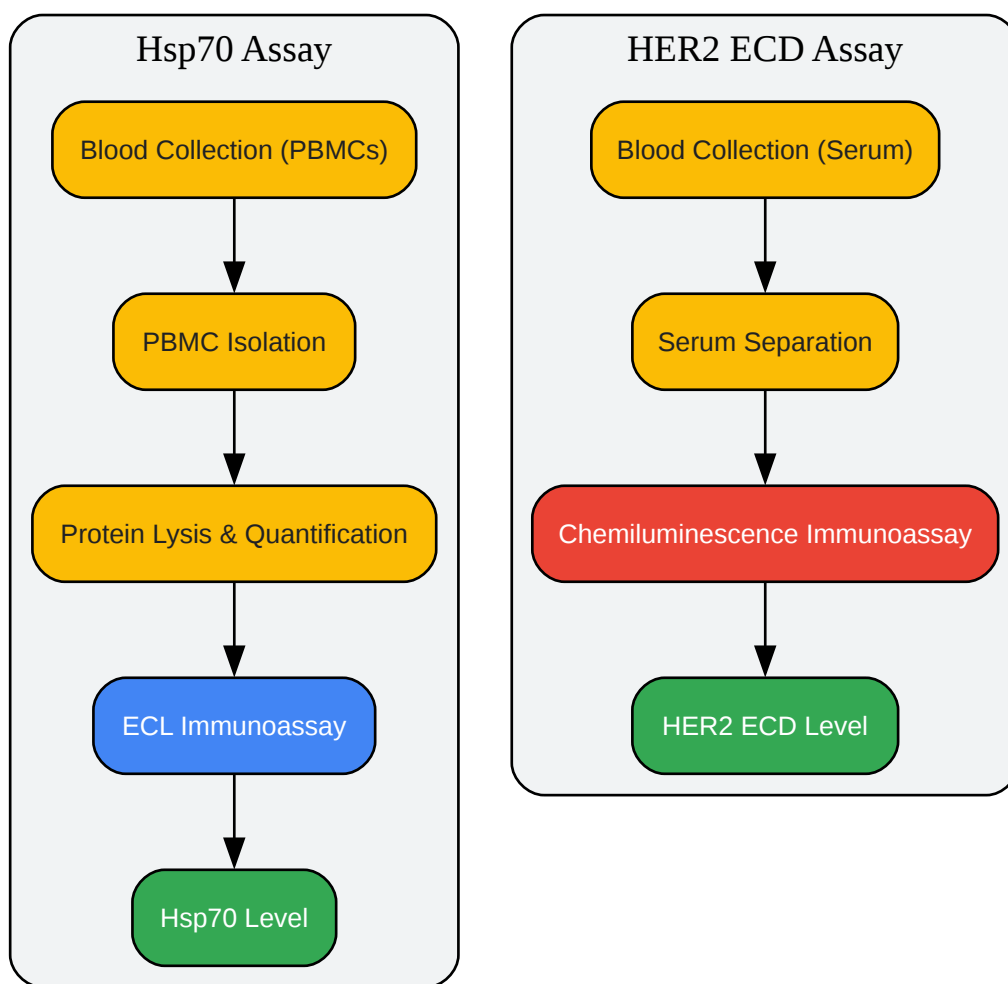 Hsp70 Assay
Blood Collection (PBMCs)
PBMC Isolation
Protein Lysis & Quantification
ECL Immunoassay
Hsp70 Level
HER2 ECD Assay
Blood Collection (Serum)
Serum Separation
Chemiluminescence Immunoassay
HER2 ECD Level